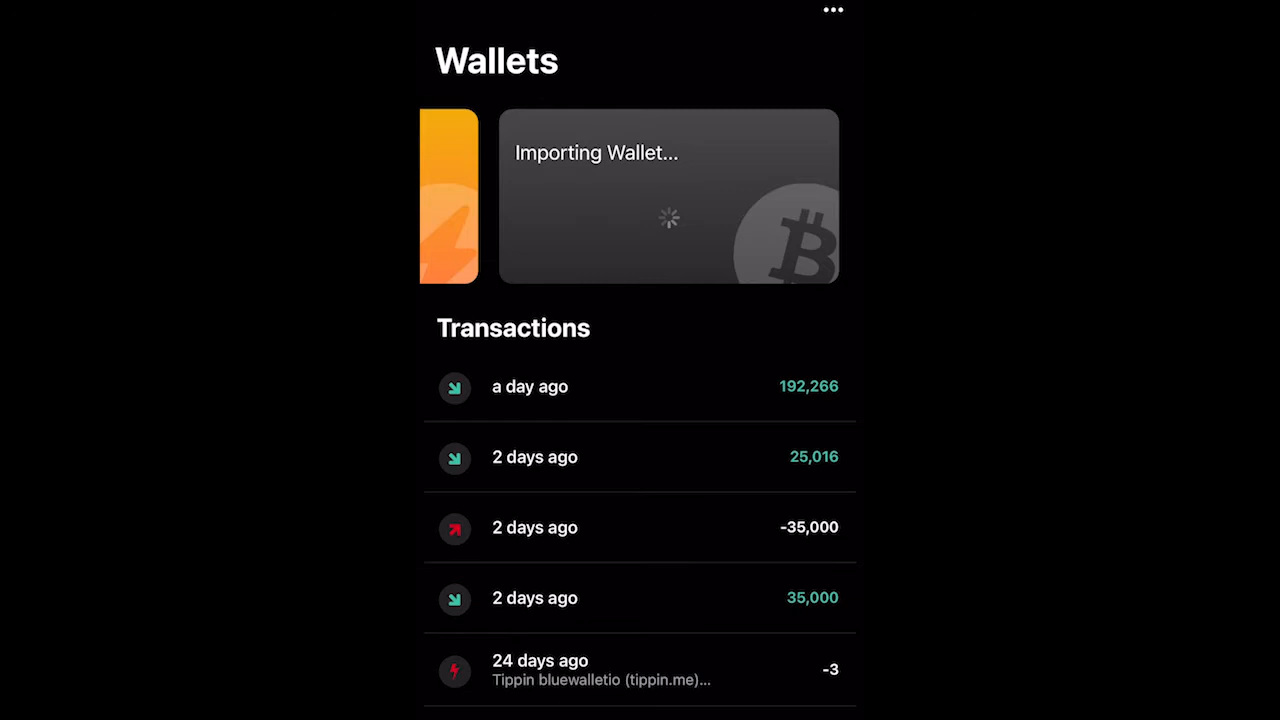 Wallets
Importing Wallet...
Transactions
a day ago 192,266
2 days ago 25,016
2 days ago -35,000
2 days ago 35,000
24 days ago -3
Tippin bluewalletio (tippin.me)...